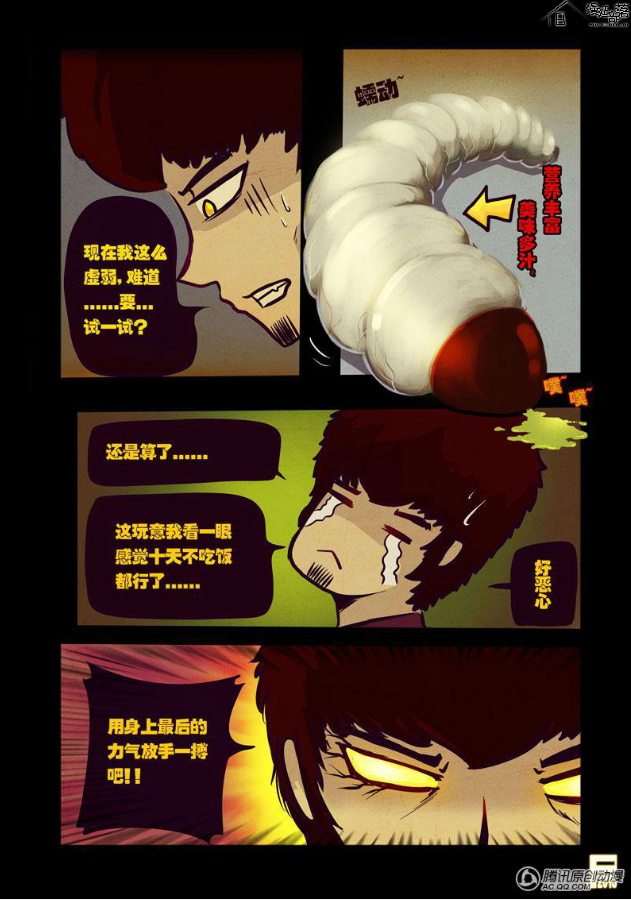 现在我这么
虚弱，难道
......要...
试一试？
蠕动~
营养丰富
美味多汁
噗~
噗~
还是算了......
这玩意我看一眼
感觉十天不吃饭
都行了......
好恶心
用身上最后的
力气放手一搏
吧！！
腾讯原创动漫
AC.QQ.COM